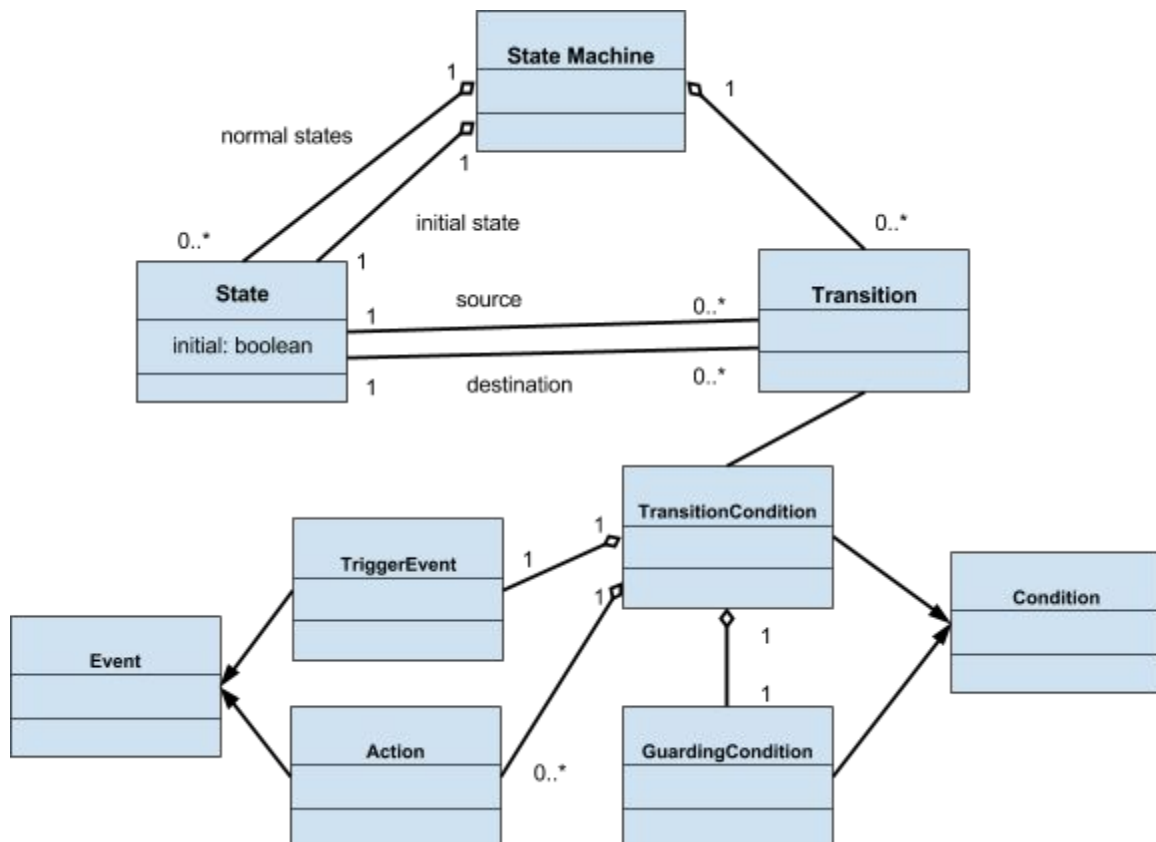 State Machine
1
1
normal states
1
initial state
0..*
0..*
1
State
source
0..*
Transition
1
initial: boolean
0..*
1
destination
TransitionCondition
1
TriggerEvent
1
1
Condition
1
Event
1
Action
GuardingCondition
0..*